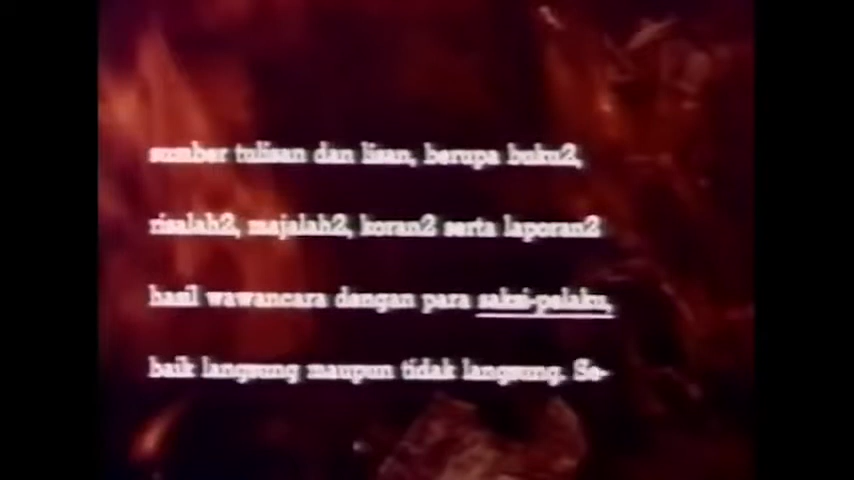 sumber tulisan dan lisan, berupa buku2,
risalah2, majalah2, koran2 serta laporan2
hasil wawancara dengan para saksi-pelaku,
baik langsung maupun tidak langsung. Se-